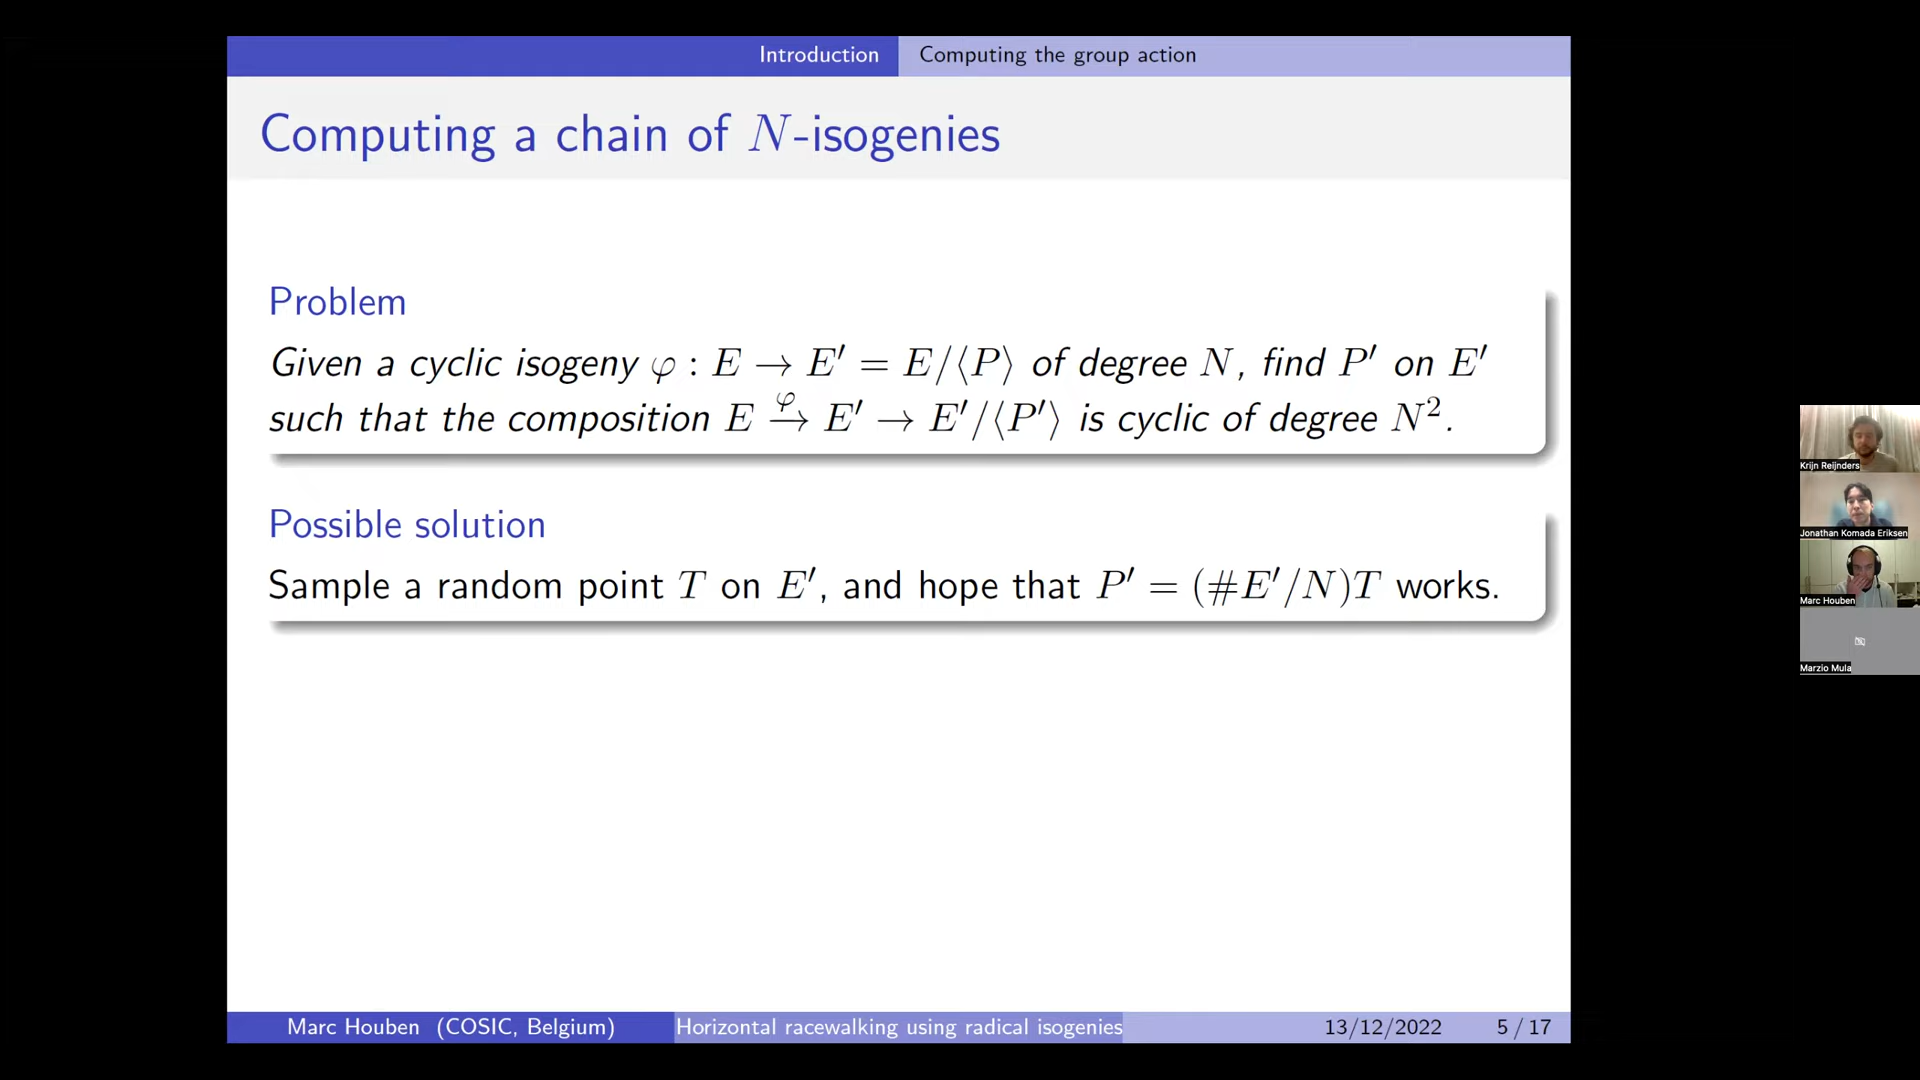 Introduction Computing the group action
Computing a chain of N-isogenies
Problem
Given a cyclic isogeny φ : E → E′ = E/⟨P⟩ of degree N, find P′ on E′
such that the composition E →^φ E′ → E′/⟨P′⟩ is cyclic of degree N².
Possible solution
Sample a random point T on E′, and hope that P′ = (#E′/N)T works.
Krijn Reijnders
Jonathan Komada Eriksen
Marc Houben
Marzio Mula
Marc Houben (COSIC, Belgium) Horizontal racewalking using radical isogenies 13/12/2022 5 / 17